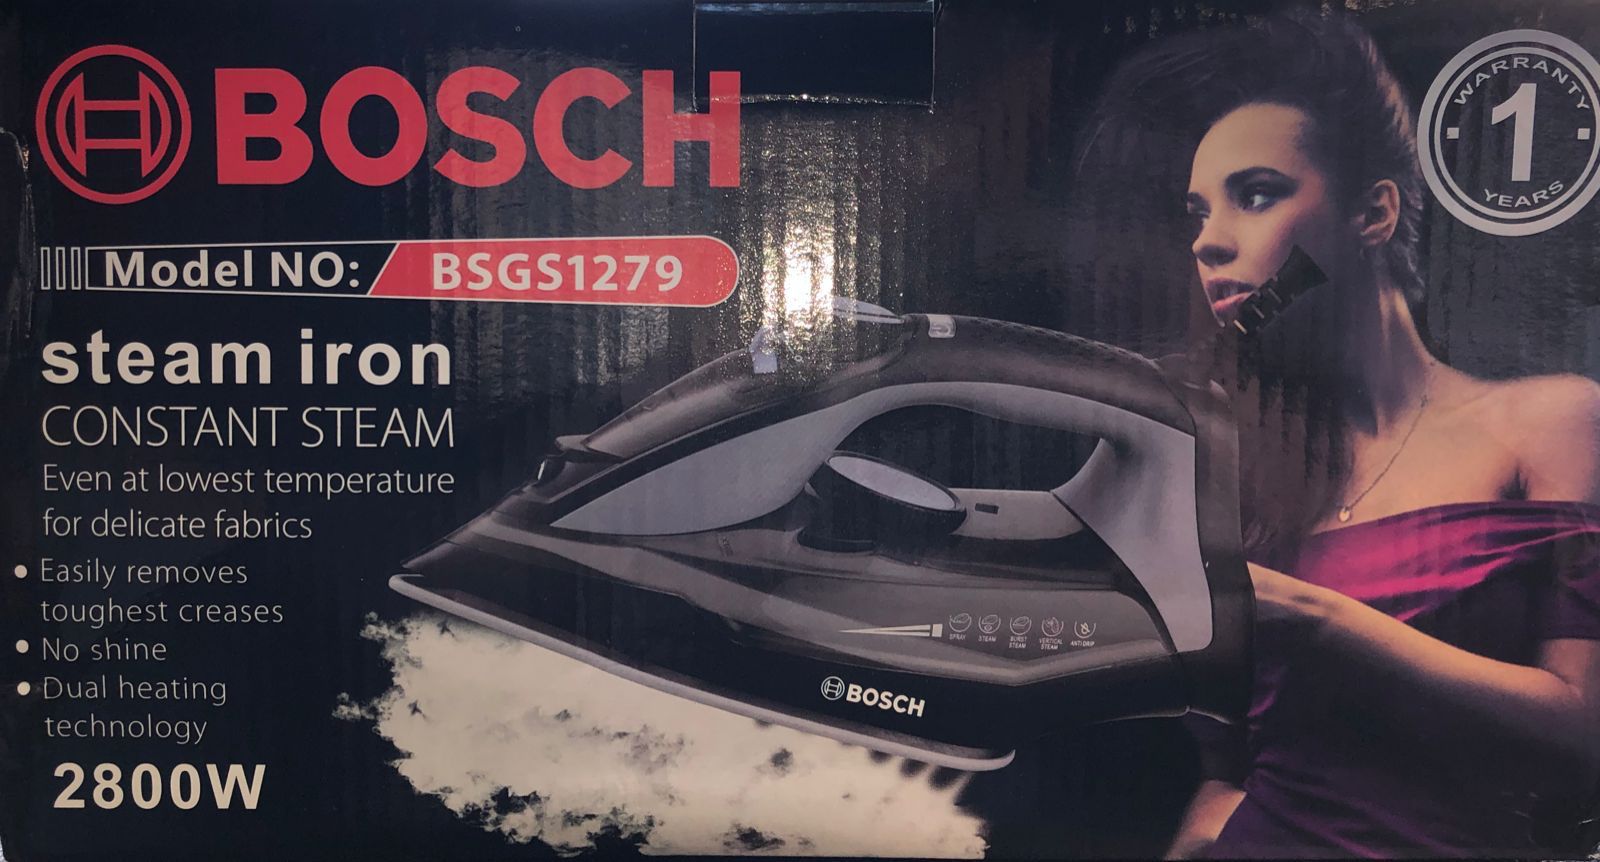 BOSCH
WARRANTY
1
YEARS
Model NO: BSGS1279
steam iron
CONSTANT STEAM
Even at lowest temperature
for delicate fabrics
• Easily removes
toughest creases
• No shine
• Dual heating
technology
2800W
SPRAY STEAM BURST STEAM VERTICAL STEAM ANTI DRIP
BOSCH